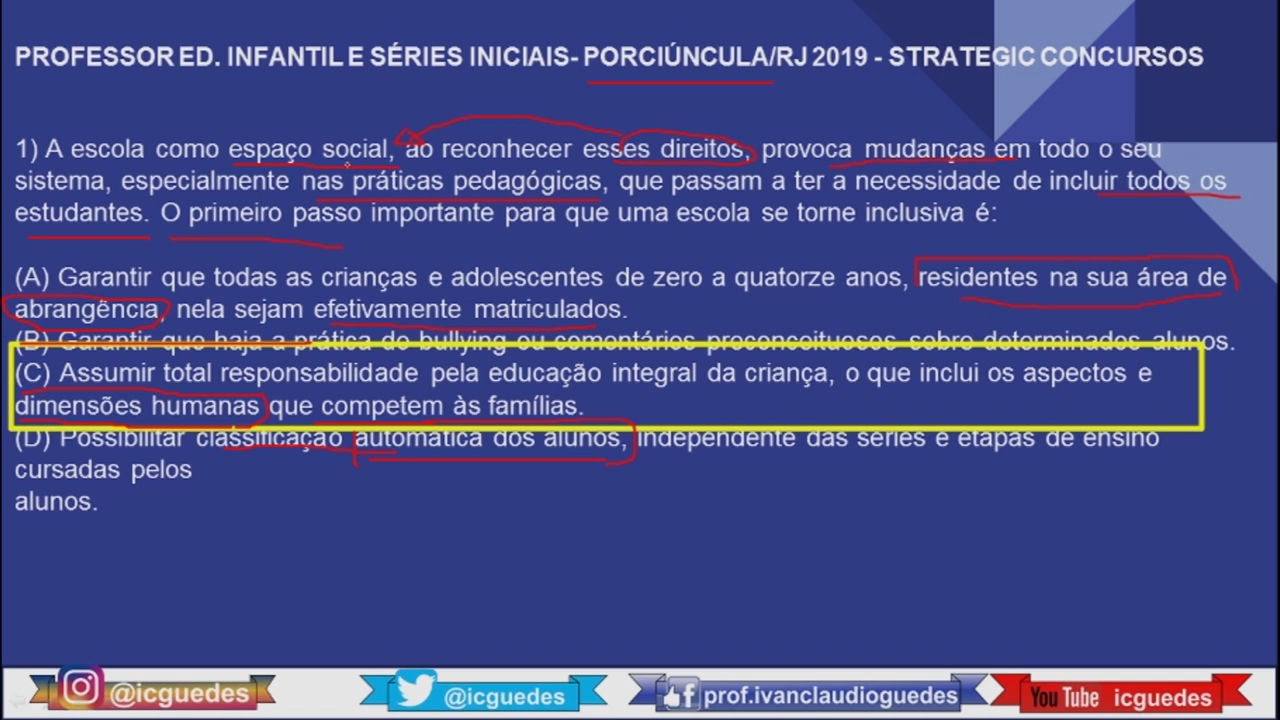 PROFESSOR ED. INFANTIL E SÉRIES INICIAIS- PORCIÚNCULA/RJ 2019 - STRATEGIC CONCURSOS
1) A escola como espaço social, ao reconhecer esses direitos, provoca mudanças em todo o seu
sistema, especialmente nas práticas pedagógicas, que passam a ter a necessidade de incluir todos os
estudantes. O primeiro passo importante para que uma escola se torne inclusiva é:
(A) Garantir que todas as crianças e adolescentes de zero a quatorze anos, residentes na sua área de
abrangência, nela sejam efetivamente matriculados.
(B) Garantir que haja a prática do bullying ou comentários preconceituosos sobre determinados alunos.
(C) Assumir total responsabilidade pela educação integral da criança, o que inclui os aspectos e
dimensões humanas que competem às famílias.
(D) Possibilitar classificação automática dos alunos, independente das séries e etapas de ensino
cursadas pelos
alunos.
@icguedes @icguedes prof.ivanclaudioguedes You Tube icguedes